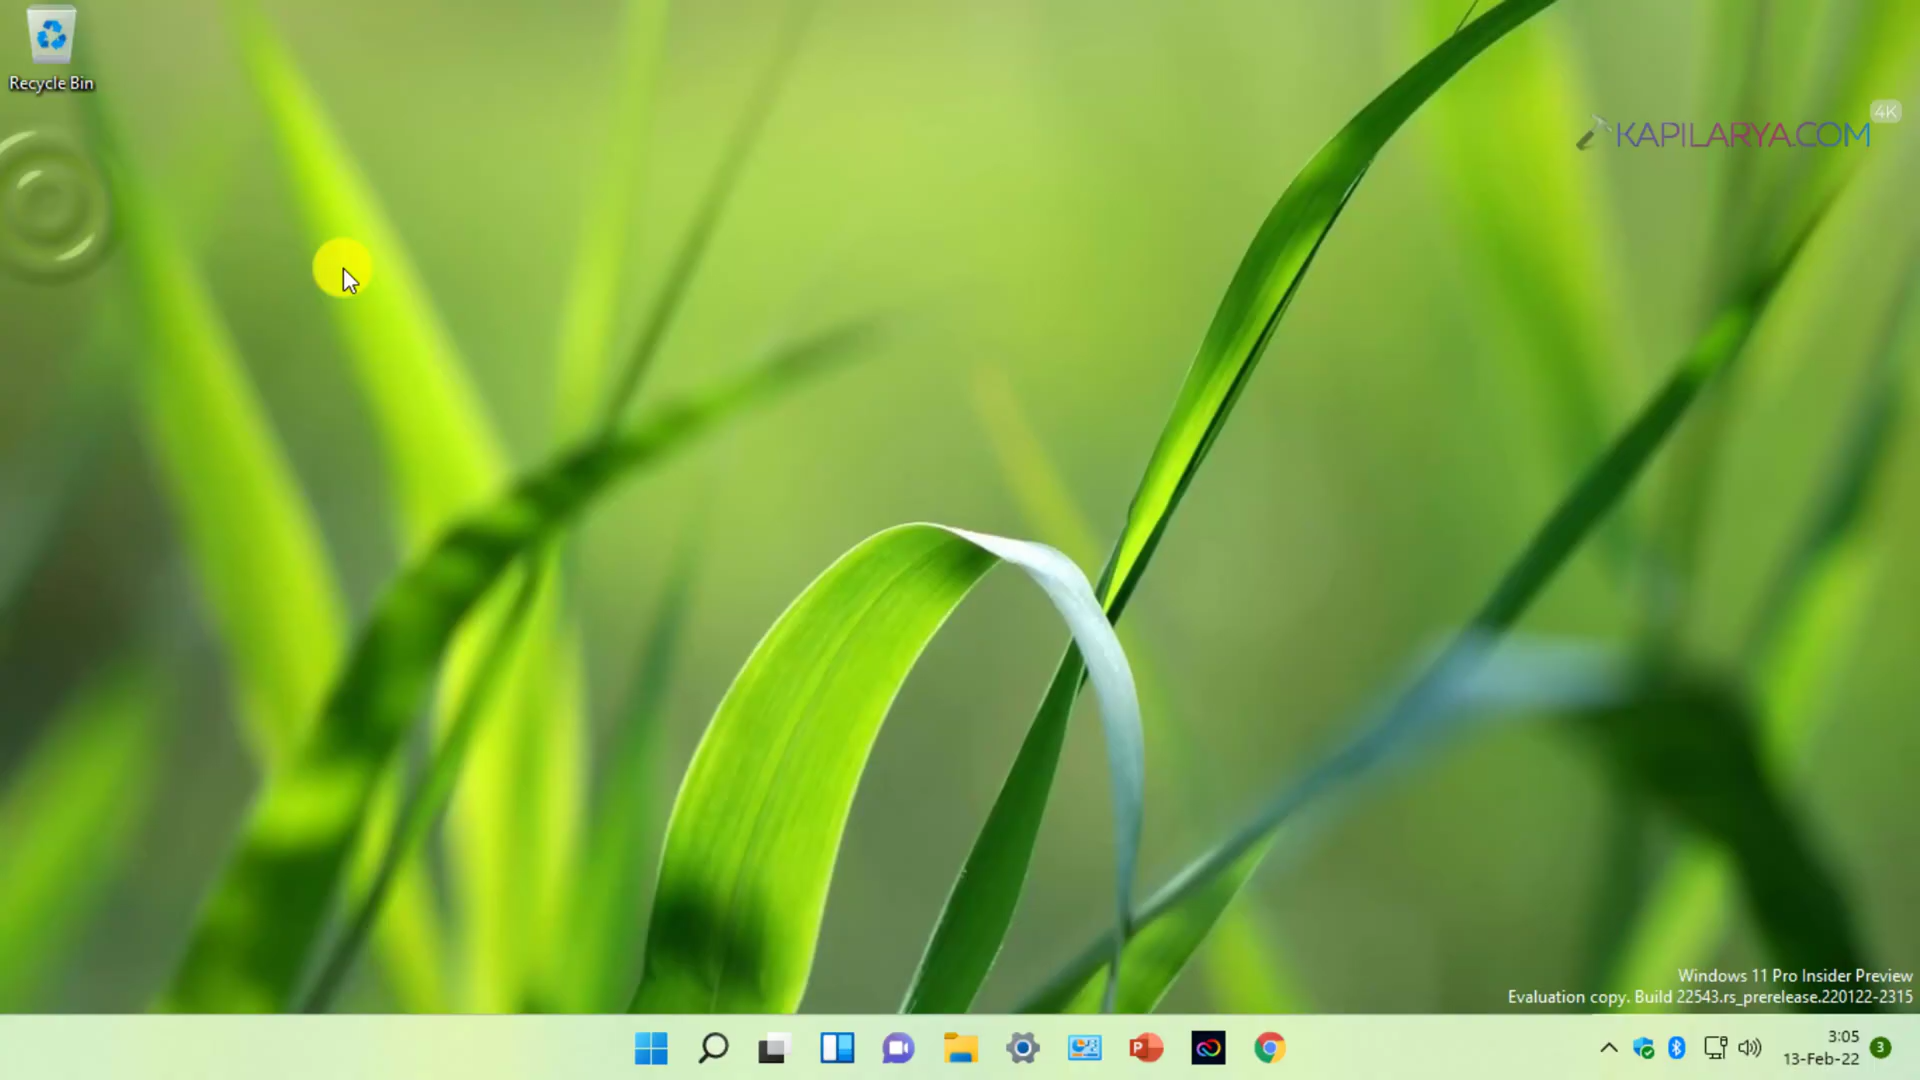 Recycle Bin
4K
KAPILARYA.COM
Windows 11 Pro Insider Preview
Evaluation copy. Build 22543.rs_prerelease.220122-2315
P
3:05
13-Feb-22
3